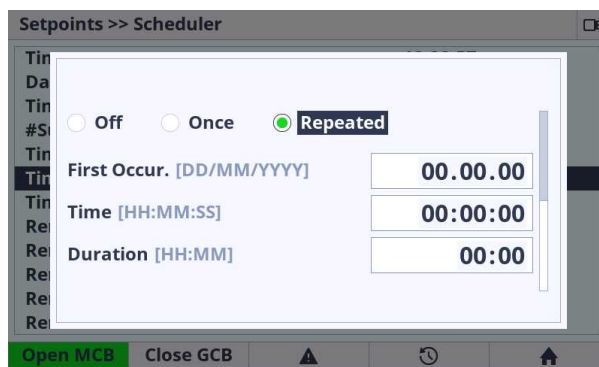 Setpoints >> Scheduler
Off Once Repeated
First Occur. [DD/MM/YYYY] 00.00.00
Time [HH:MM:SS] 00:00:00
Duration [HH:MM] 00:00
Open MCB Close GCB